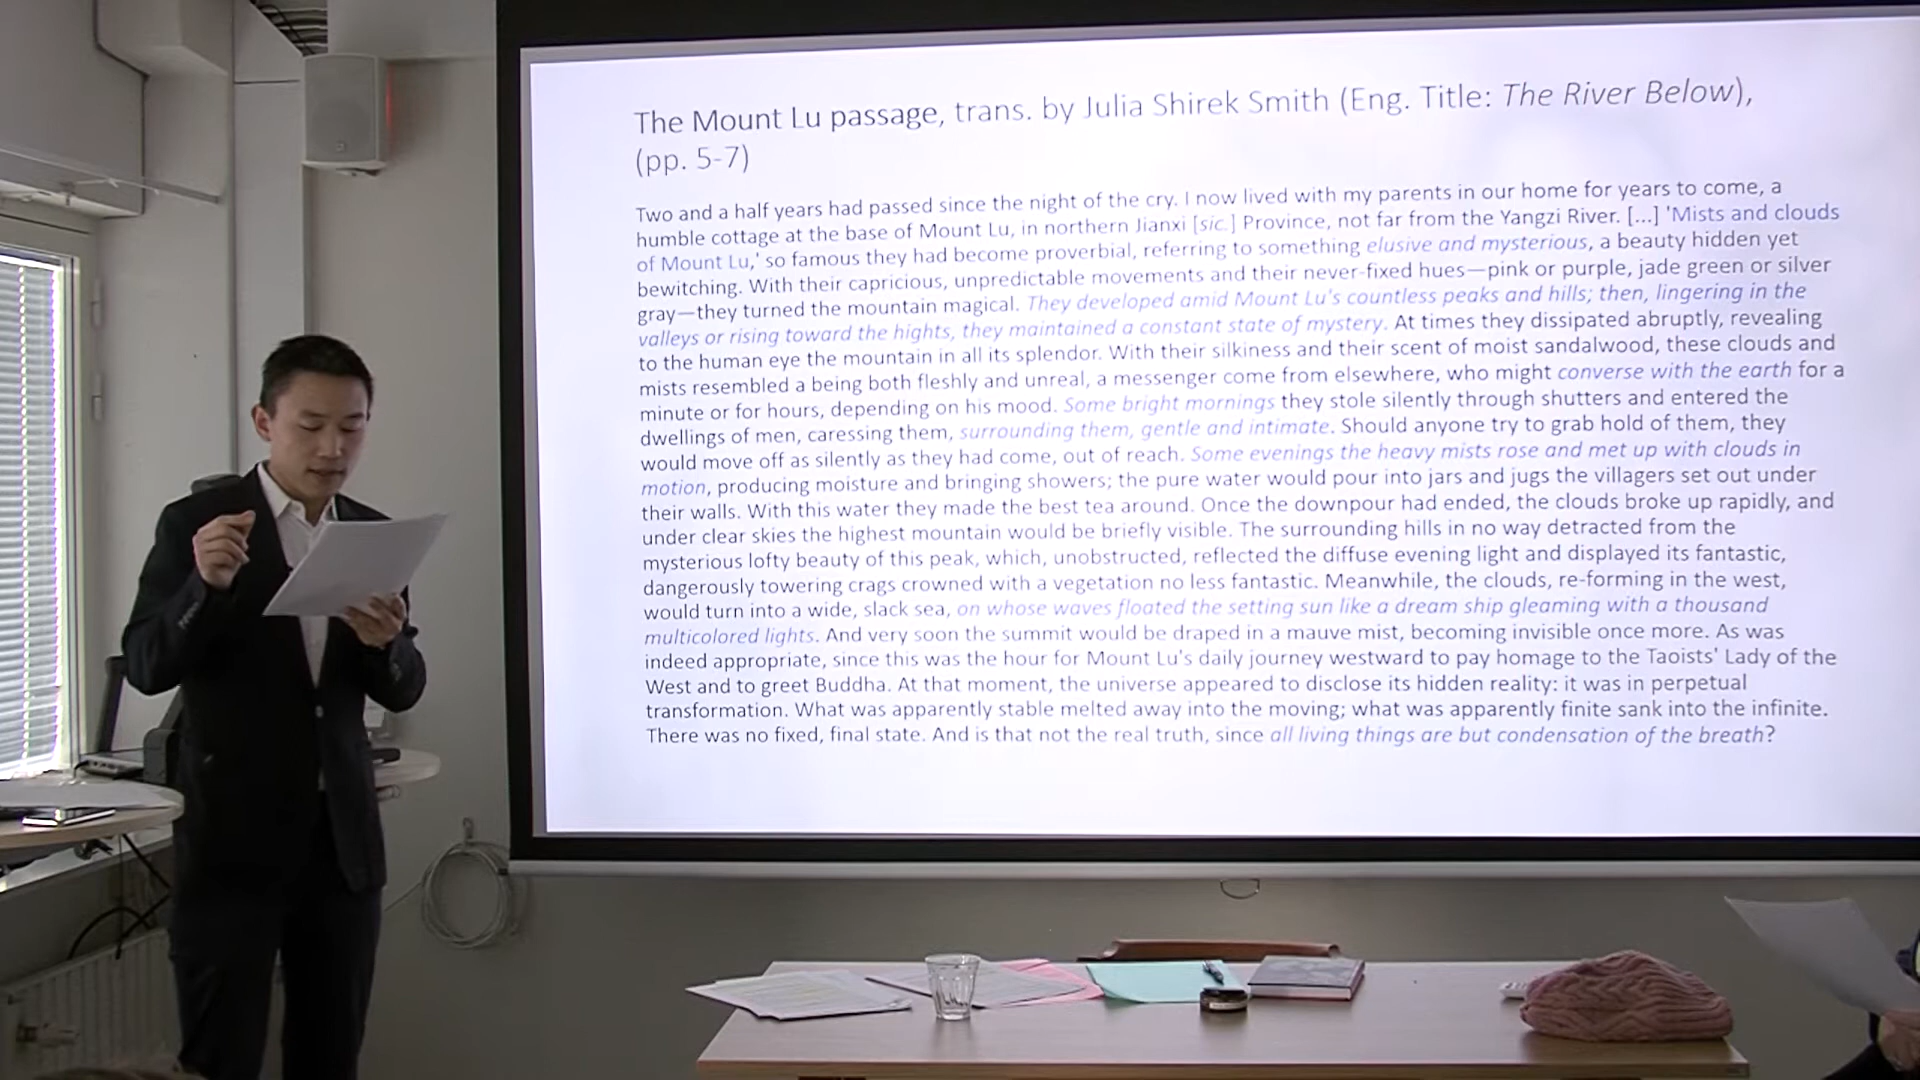 The Mount Lu passage, trans. by Julia Shirek Smith (Eng. Title: The River Below),
(pp. 5-7)
Two and a half years had passed since the night of the cry. I now lived with my parents in our home for years to come, a
humble cottage at the base of Mount Lu, in northern Jianxi [sic.] Province, not far from the Yangzi River. [...] 'Mists and clouds
of Mount Lu,' so famous they had become proverbial, referring to something elusive and mysterious, a beauty hidden yet
bewitching. With their capricious, unpredictable movements and their never-fixed hues—pink or purple, jade green or silver
gray—they turned the mountain magical. They developed amid Mount Lu's countless peaks and hills; then, lingering in the
valleys or rising toward the hights, they maintained a constant state of mystery. At times they dissipated abruptly, revealing
to the human eye the mountain in all its splendor. With their silkiness and their scent of moist sandalwood, these clouds and
mists resembled a being both fleshly and unreal, a messenger come from elsewhere, who might converse with the earth for a
minute or for hours, depending on his mood. Some bright mornings they stole silently through shutters and entered the
dwellings of men, caressing them, surrounding them, gentle and intimate. Should anyone try to grab hold of them, they
would move off as silently as they had come, out of reach. Some evenings the heavy mists rose and met up with clouds in
motion, producing moisture and bringing showers; the pure water would pour into jars and jugs the villagers set out under
their walls. With this water they made the best tea around. Once the downpour had ended, the clouds broke up rapidly, and
under clear skies the highest mountain would be briefly visible. The surrounding hills in no way detracted from the
mysterious lofty beauty of this peak, which, unobstructed, reflected the diffuse evening light and displayed its fantastic,
dangerously towering crags crowned with a vegetation no less fantastic. Meanwhile, the clouds, re-forming in the west,
would turn into a wide, slack sea, on whose waves floated the setting sun like a dream ship gleaming with a thousand
multicolored lights. And very soon the summit would be draped in a mauve mist, becoming invisible once more. As was
indeed appropriate, since this was the hour for Mount Lu's daily journey westward to pay homage to the Taoists' Lady of the
West and to greet Buddha. At that moment, the universe appeared to disclose its hidden reality: it was in perpetual
transformation. What was apparently stable melted away into the moving; what was apparently finite sank into the infinite.
There was no fixed, final state. And is that not the real truth, since all living things are but condensation of the breath?